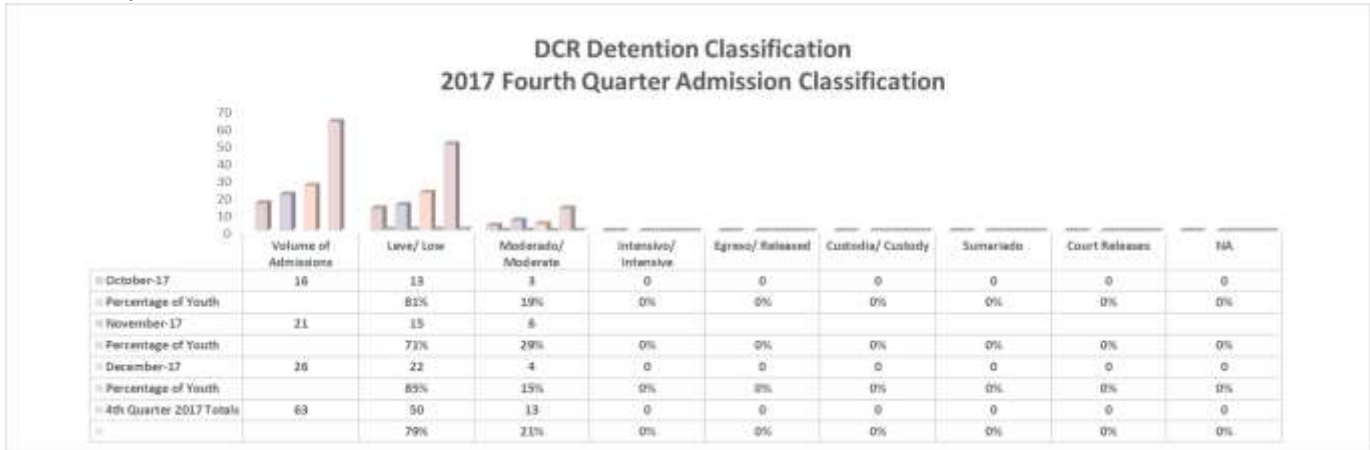 DCR Detention Classification
2017 Fourth Quarter Admission Classification
70
60
50
40
30
20
10
0
Volume of Admissions Leve/ Low Moderado/ Moderate Intensivo/ Intensive Egreso/ Released Custodia/ Custody Sumariado Court Releases NA
October-17 16 13 3 0 0 0 0 0 0
Percentage of Youth 81% 19% 0% 0% 0% 0% 0% 0%
November-17 21 15 6
Percentage of Youth 71% 29% 0% 0% 0% 0% 0% 0%
December-17 26 22 4 0 0 0 0 0 0
Percentage of Youth 85% 15% 0% 0% 0% 0% 0% 0%
4th Quarter 2017 Totals 63 50 13 0 0 0 0 0 0
79% 21% 0% 0% 0% 0% 0% 0%